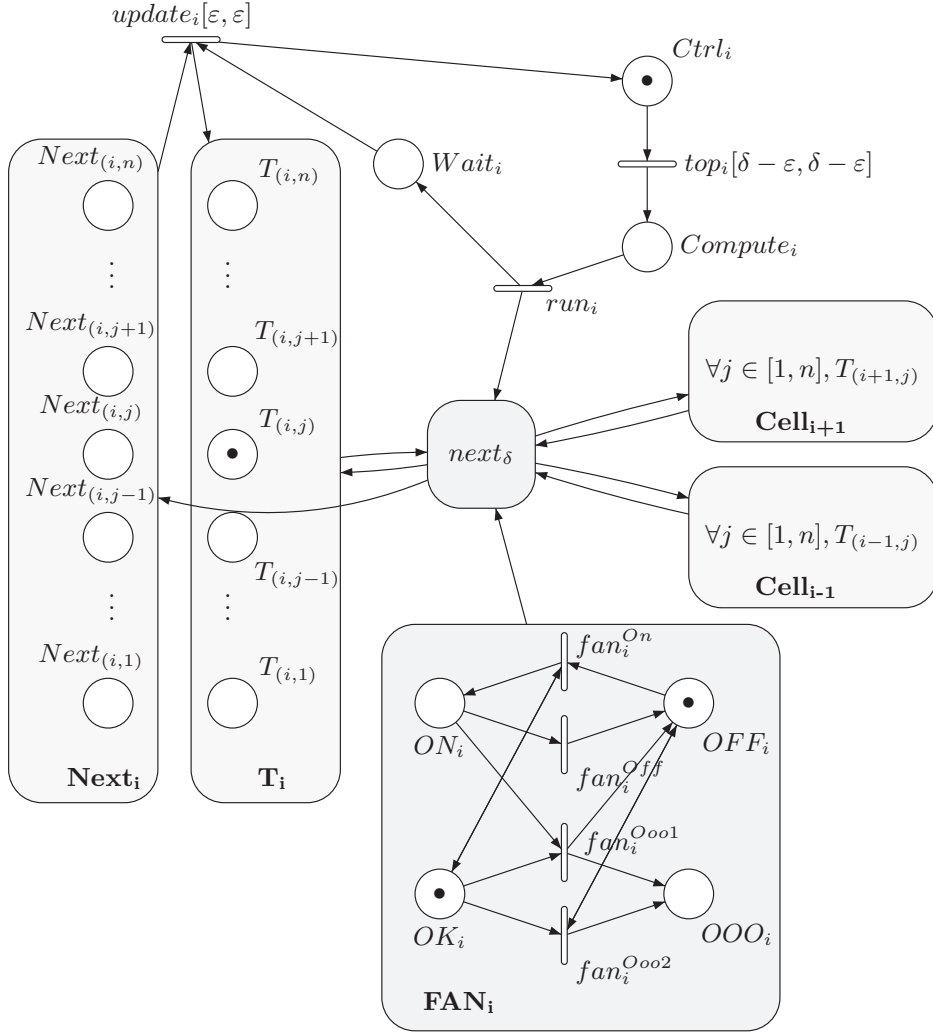 update_i[ε, ε]
Ctrl_i
top_i[δ − ε, δ − ε]
Compute_i
Wait_i
run_i
Next_(i,n)
⋮
Next_(i,j+1)
Next_(i,j)
Next_(i,j−1)
⋮
Next_(i,1)
Next_i
T_(i,n)
⋮
T_(i,j+1)
T_(i,j)
T_(i,j−1)
⋮
T_(i,1)
T_i
next_δ
∀j ∈ [1, n], T_(i+1,j)
Cell_i+1
∀j ∈ [1, n], T_(i−1,j)
Cell_i-1
fan_i^On
ON_i
OFF_i
fan_i^Off
fan_i^Ooo1
OK_i
OOO_i
fan_i^Ooo2
FAN_i